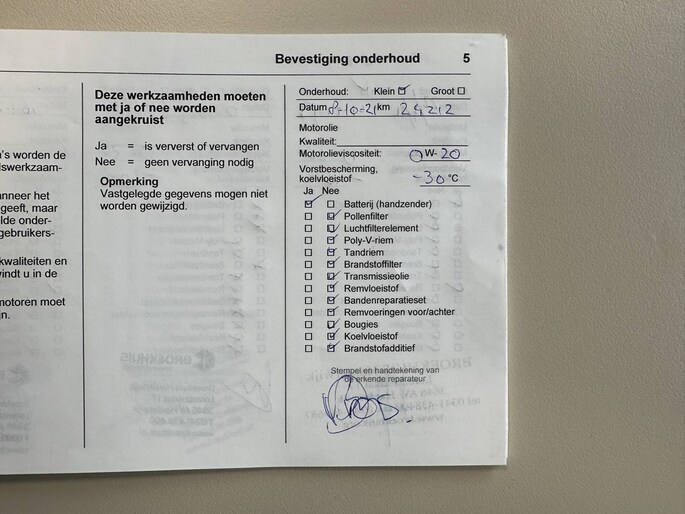 Bevestiging onderhoud 5
's worden de
lswerkzaam-
nneer het
geeft, maar
lde onder-
gebruikers-
kwaliteiten en
vindt u in de
motoren moet
n.
Deze werkzaamheden moeten
met ja of nee worden
aangekruist
Ja = is ververst of vervangen
Nee = geen vervanging nodig
Opmerking
Vastgelegde gegevens mogen niet
worden gewijzigd.
Onderhoud: Klein Groot
Datum 8-10-21 km 24212
Motorolie
Kwaliteit:
Motorolieviscositeit: 0 W- 20
Vorstbescherming,
koelvloeistof -30 °C
Ja Nee
Batterij (handzender)
Pollenfilter
Luchtfilterelement
Poly-V-riem
Tandriem
Brandstoffilter
Transmissieolie
Remvloeistof
Bandenreparatieset
Remvoeringen voor/achter
Bougies
Koelvloeistof
Brandstofadditief
Stempel en handtekening van
de erkende reparateur